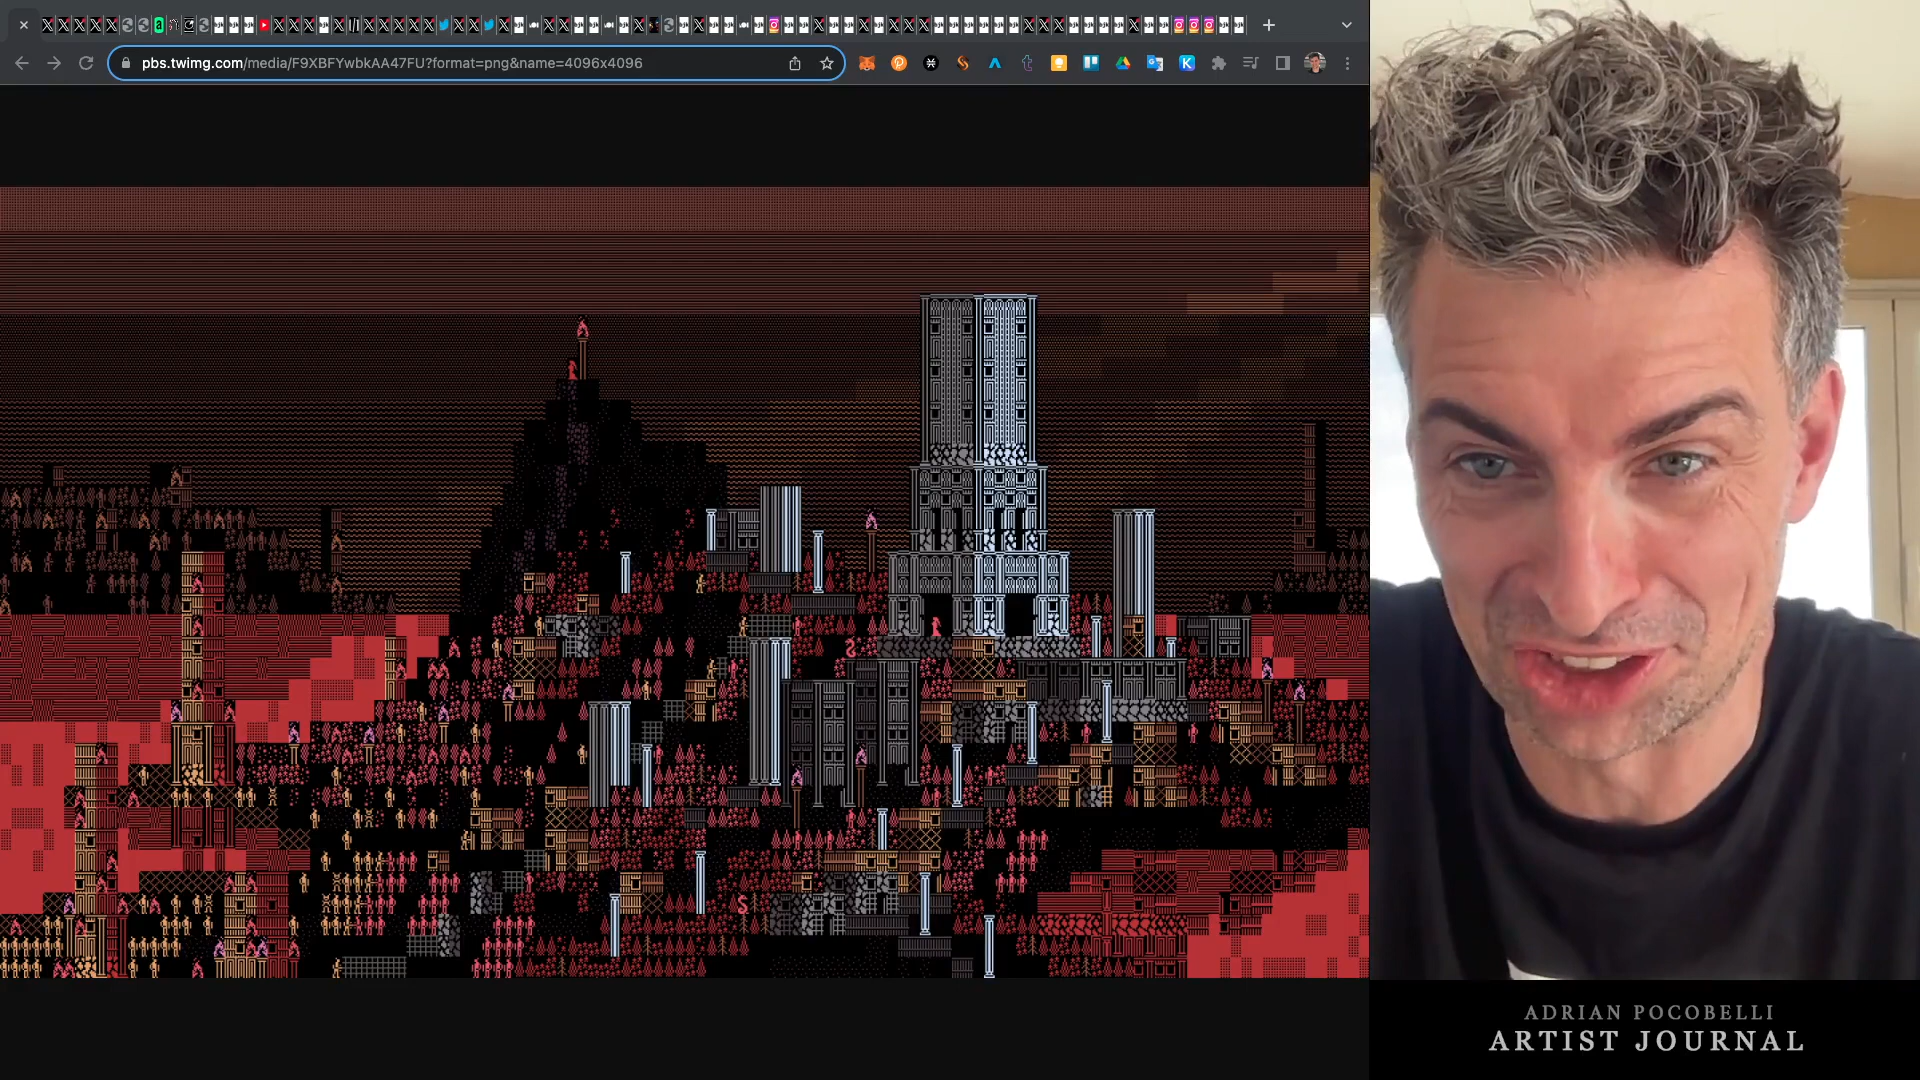 pbs.twimg.com/media/F9XBFYwbkAA47FU?format=png&name=4096x4096
ADRIAN POCOBELLI
ARTIST JOURNAL